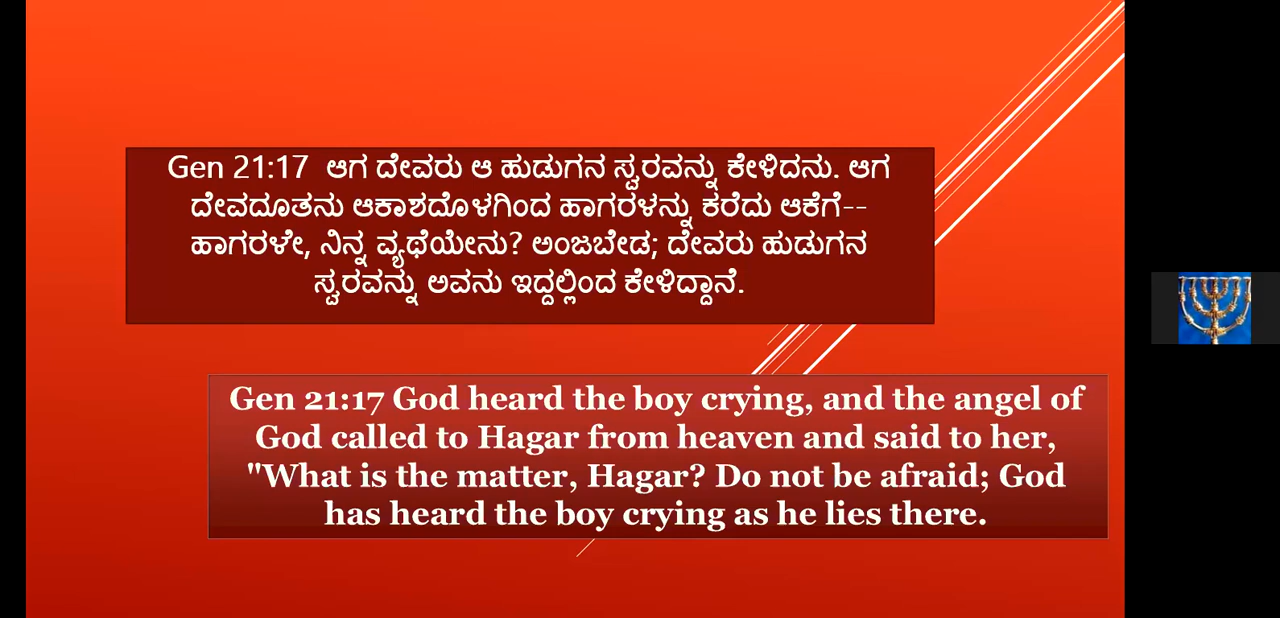 Gen 21:17 ಆಗ ದೇವರು ಆ ಹುಡುಗನ ಸ್ವರವನ್ನು ಕೇಳಿದನು. ಆಗ
ದೇವದೂತನು ಆಕಾಶದೊಳಗಿಂದ ಹಾಗರಳನ್ನು ಕರೆದು ಆಕೆಗೆ--
ಹಾಗರಳೇ, ನಿನ್ನ ವ್ಯಥೆಯೇನು? ಅಂಜಬೇಡ; ದೇವರು ಹುಡುಗನ
ಸ್ವರವನ್ನು ಅವನು ಇದ್ದಲ್ಲಿಂದ ಕೇಳಿದ್ದಾನೆ.
Gen 21:17 God heard the boy crying, and the angel of
God called to Hagar from heaven and said to her,
"What is the matter, Hagar? Do not be afraid; God
has heard the boy crying as he lies there.